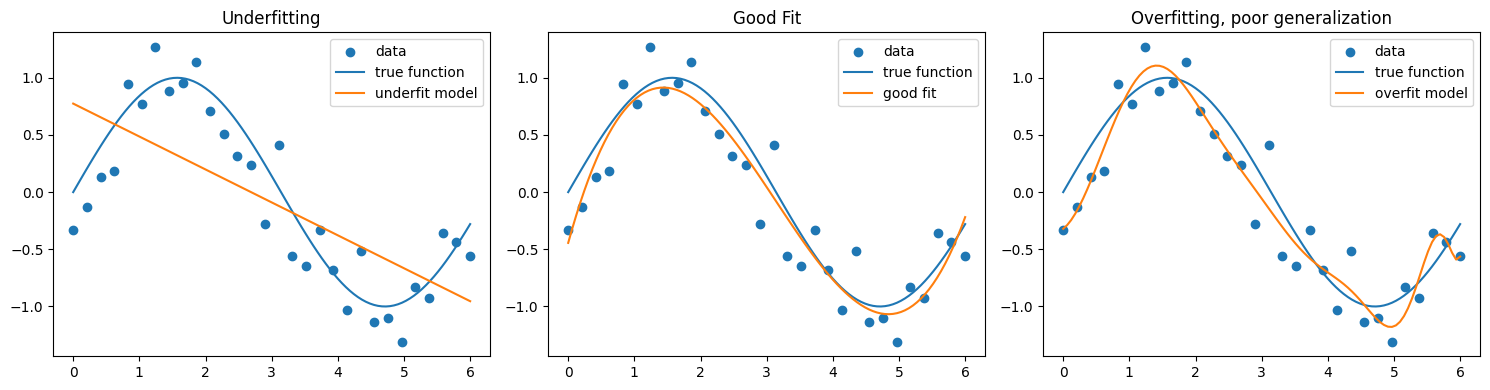 Underfitting
data
true function
underfit model
1.0
0.5
0.0
−0.5
−1.0
0 1 2 3 4 5 6
Good Fit
data
true function
good fit
1.0
0.5
0.0
−0.5
−1.0
0 1 2 3 4 5 6
Overfitting, poor generalization
data
true function
overfit model
1.0
0.5
0.0
−0.5
−1.0
0 1 2 3 4 5 6